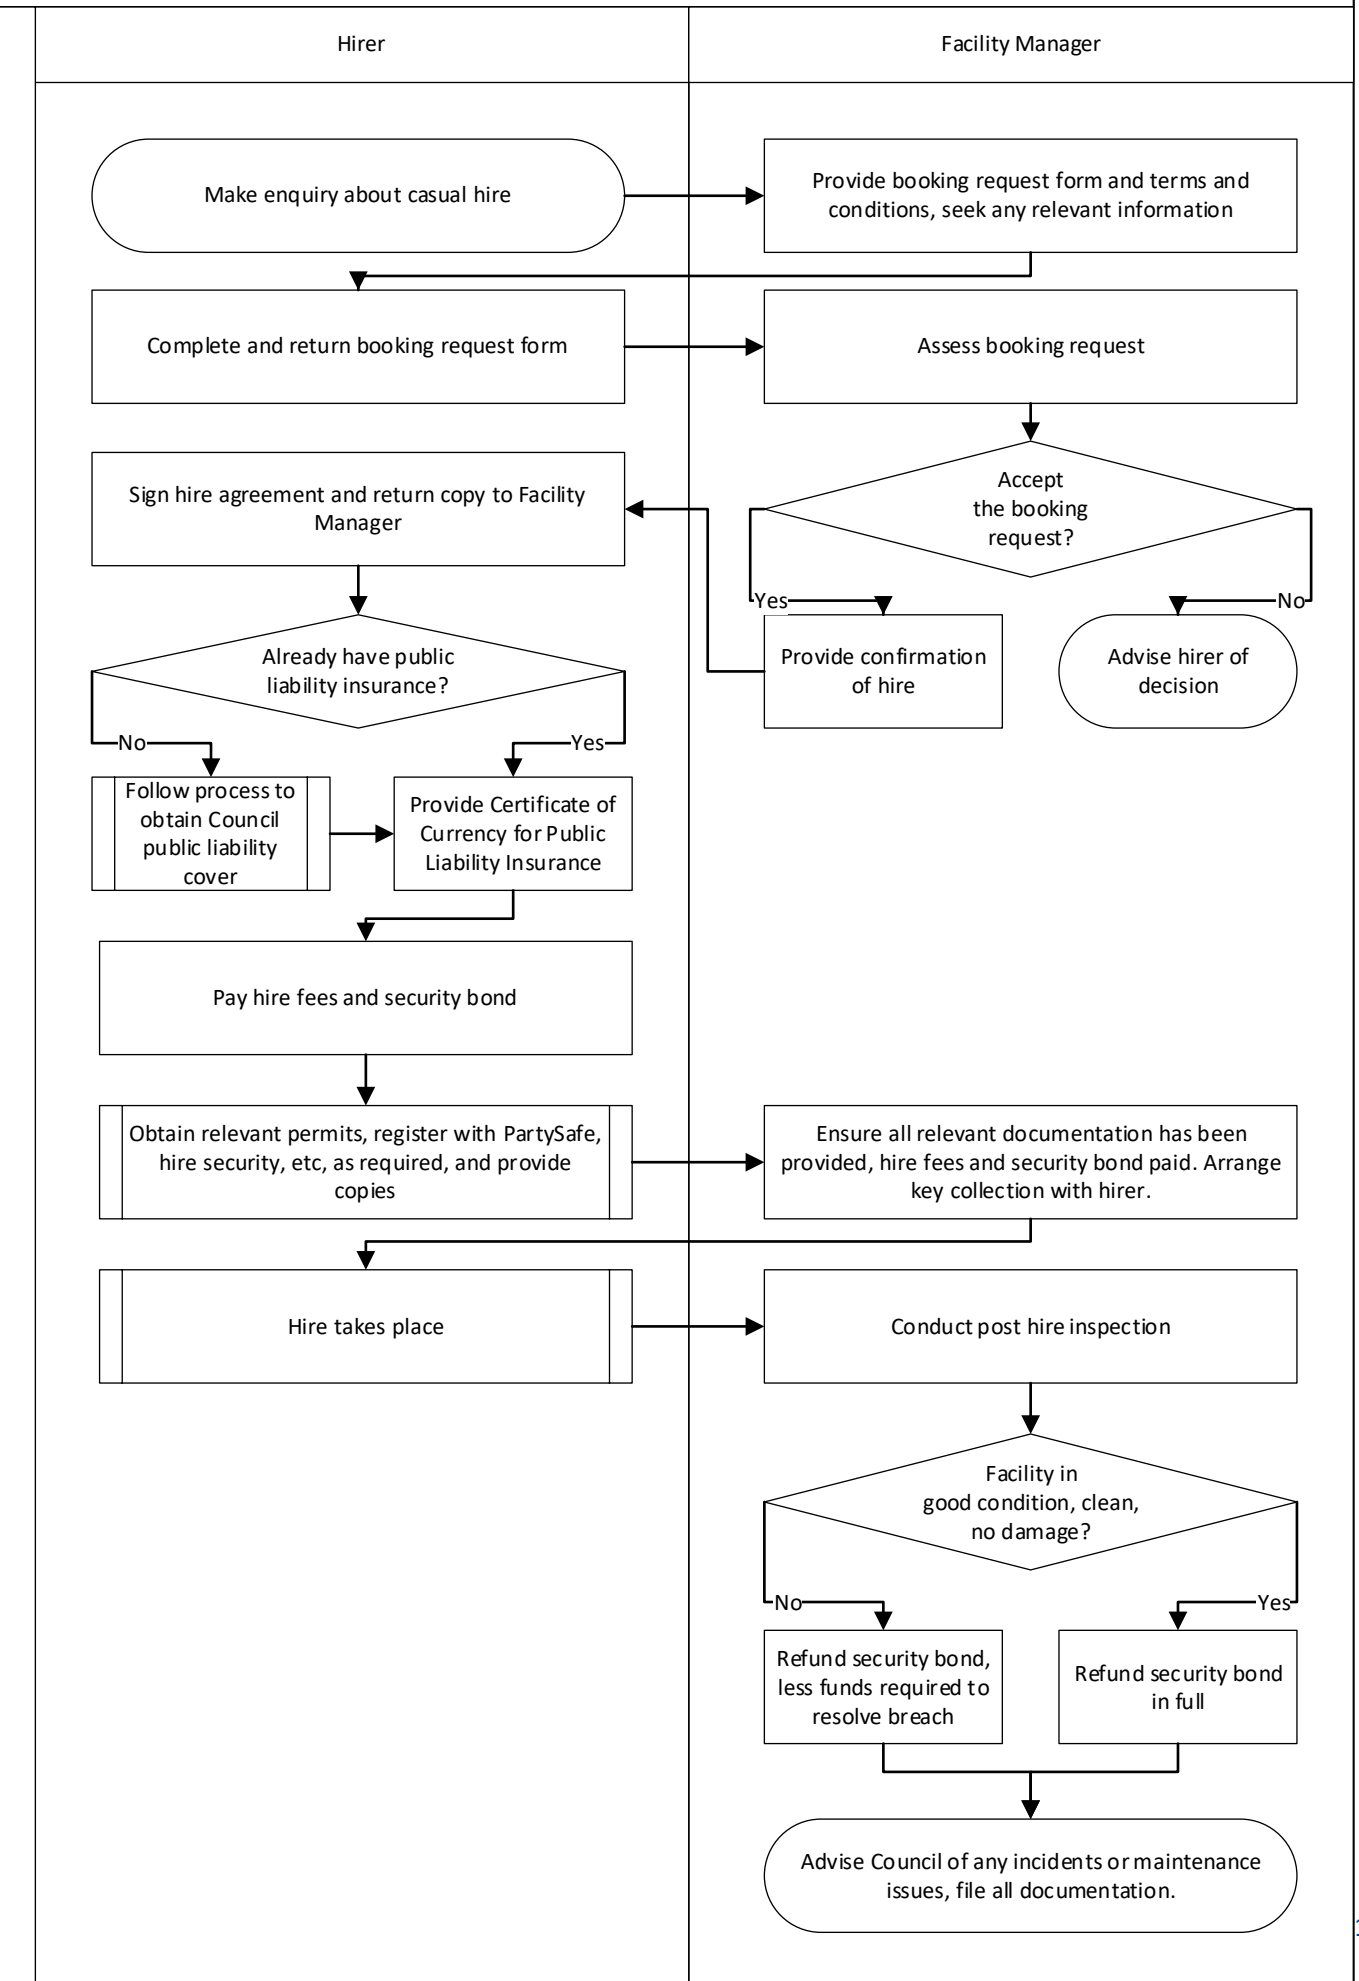 Hirer
Facility Manager
Make enquiry about casual hire
Provide booking request form and terms and
conditions, seek any relevant information
Complete and return booking request form
Assess booking request
Sign hire agreement and return copy to Facility
Manager
Accept
the booking
request?
Yes
No
Provide confirmation
of hire
Advise hirer of
decision
Already have public
liability insurance?
No
Yes
Follow process to
obtain Council
public liability
cover
Provide Certificate of
Currency for Public
Liability Insurance
Pay hire fees and security bond
Obtain relevant permits, register with PartySafe,
hire security, etc, as required, and provide
copies
Ensure all relevant documentation has been
provided, hire fees and security bond paid. Arrange
key collection with hirer.
Hire takes place
Conduct post hire inspection
Facility in
good condition, clean,
no damage?
No
Yes
Refund security bond,
less funds required to
resolve breach
Refund security bond
in full
Advise Council of any incidents or maintenance
issues, file all documentation.